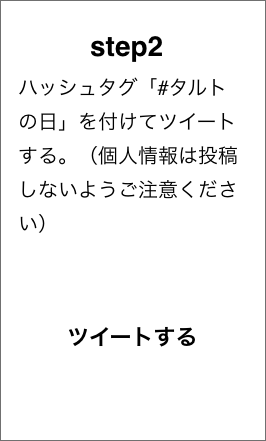 step2
ハッシュタグ「#タルト
の日」を付けてツイート
する。（個人情報は投稿
しないようご注意くださ
い）
ツイートする